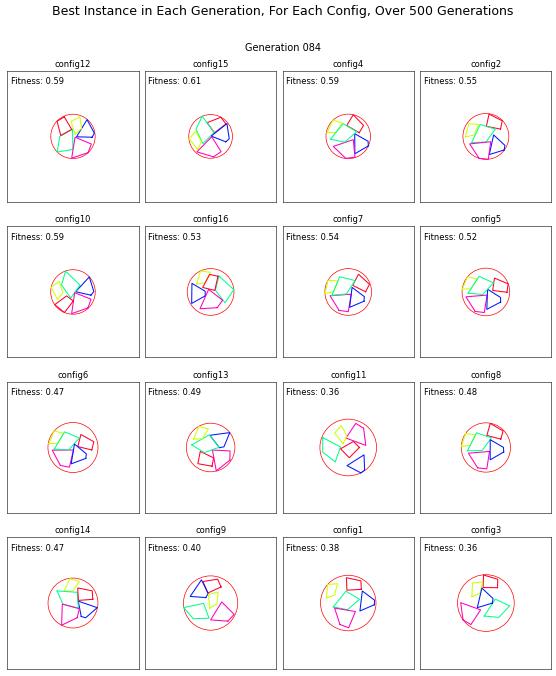 Best Instance in Each Generation, For Each Config, Over 500 Generations
Generation 084
config12
Fitness: 0.59
config15
Fitness: 0.61
config4
Fitness: 0.59
config2
Fitness: 0.55
config10
Fitness: 0.59
config16
Fitness: 0.53
config7
Fitness: 0.54
config5
Fitness: 0.52
config6
Fitness: 0.47
config13
Fitness: 0.49
config11
Fitness: 0.36
config8
Fitness: 0.48
config14
Fitness: 0.47
config9
Fitness: 0.40
config1
Fitness: 0.38
config3
Fitness: 0.36